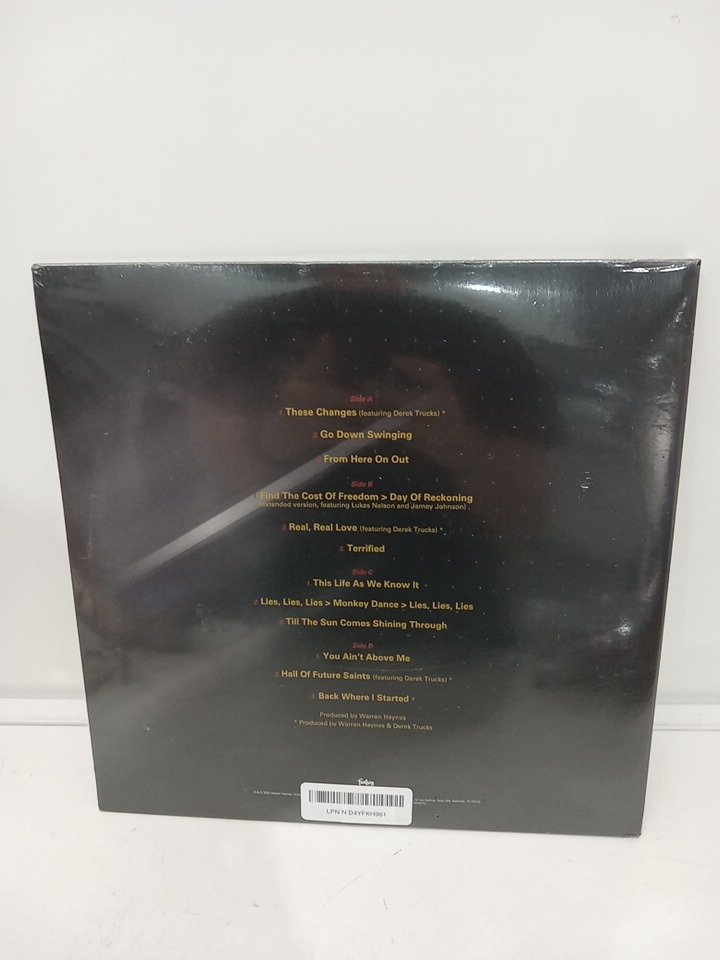 Side A
1. These Changes (featuring Derek Trucks) *
2. Go Down Swinging
From Here On Out
Side B
1. Find The Cost Of Freedom > Day Of Reckoning
(extended version, featuring Lukas Nelson and Jamey Johnson)
2. Real, Real Love (featuring Derek Trucks) *
3. Terrified
Side C
1. This Life As We Know It
2. Lies, Lies, Lies > Monkey Dance > Lies, Lies, Lies
3. Till The Sun Comes Shining Through
Side D
1. You Ain't Above Me
2. Hall Of Future Saints (featuring Derek Trucks) *
3. Back Where I Started *
Produced by Warren Haynes
* Produced by Warren Haynes & Derek Trucks
Fantasy
LPN N D4YFKH961